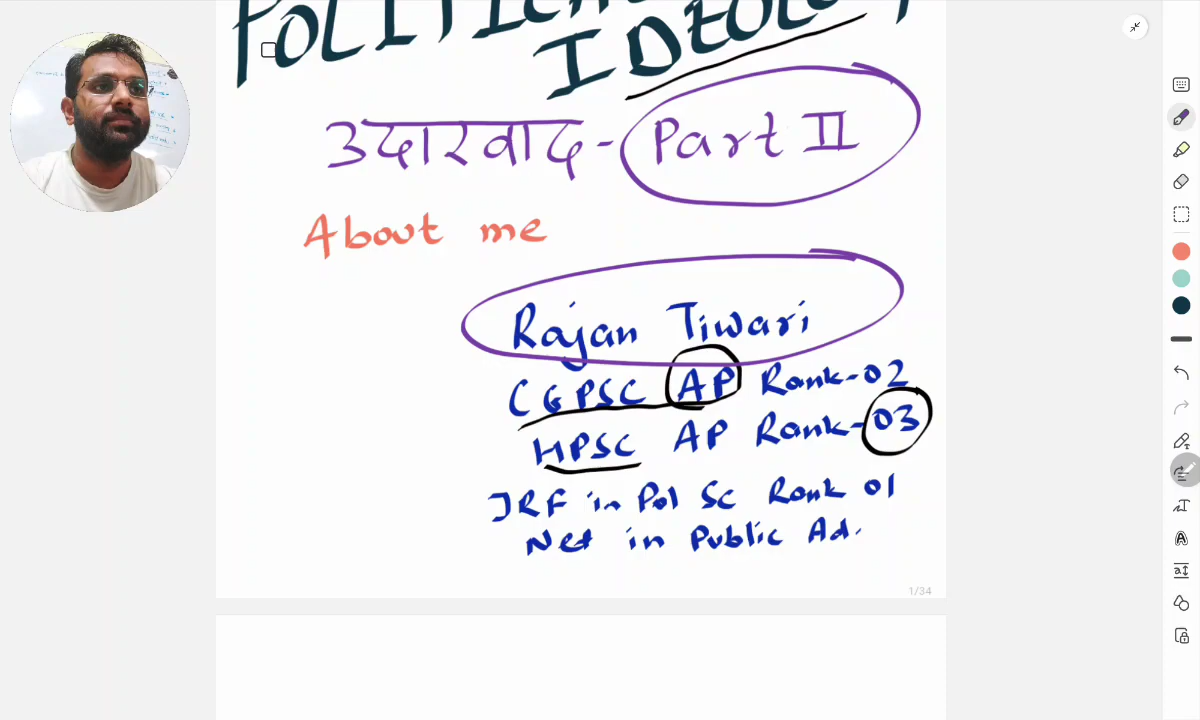 POLITICAL
IDEOLOGY
उदारवाद - Part II
About me
Rajan Tiwari
CGPSC AP Rank-02
HPSC AP Rank-03
JRF in Pol Sc Rank 01
Net in Public Ad.
1/34